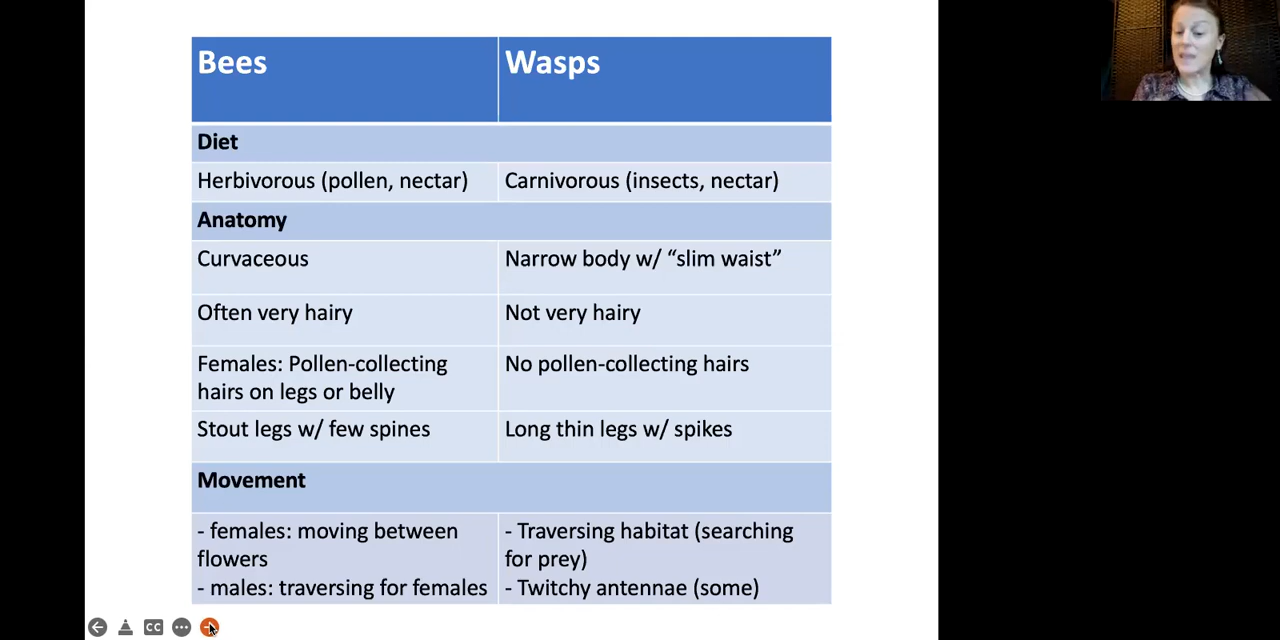 Bees
Wasps
Diet
Herbivorous (pollen, nectar)
Carnivorous (insects, nectar)
Anatomy
Curvaceous
Narrow body w/ “slim waist”
Often very hairy
Not very hairy
Females: Pollen-collecting
hairs on legs or belly
No pollen-collecting hairs
Stout legs w/ few spines
Long thin legs w/ spikes
Movement
- females: moving between
flowers
- males: traversing for females
- Traversing habitat (searching
for prey)
- Twitchy antennae (some)
CC